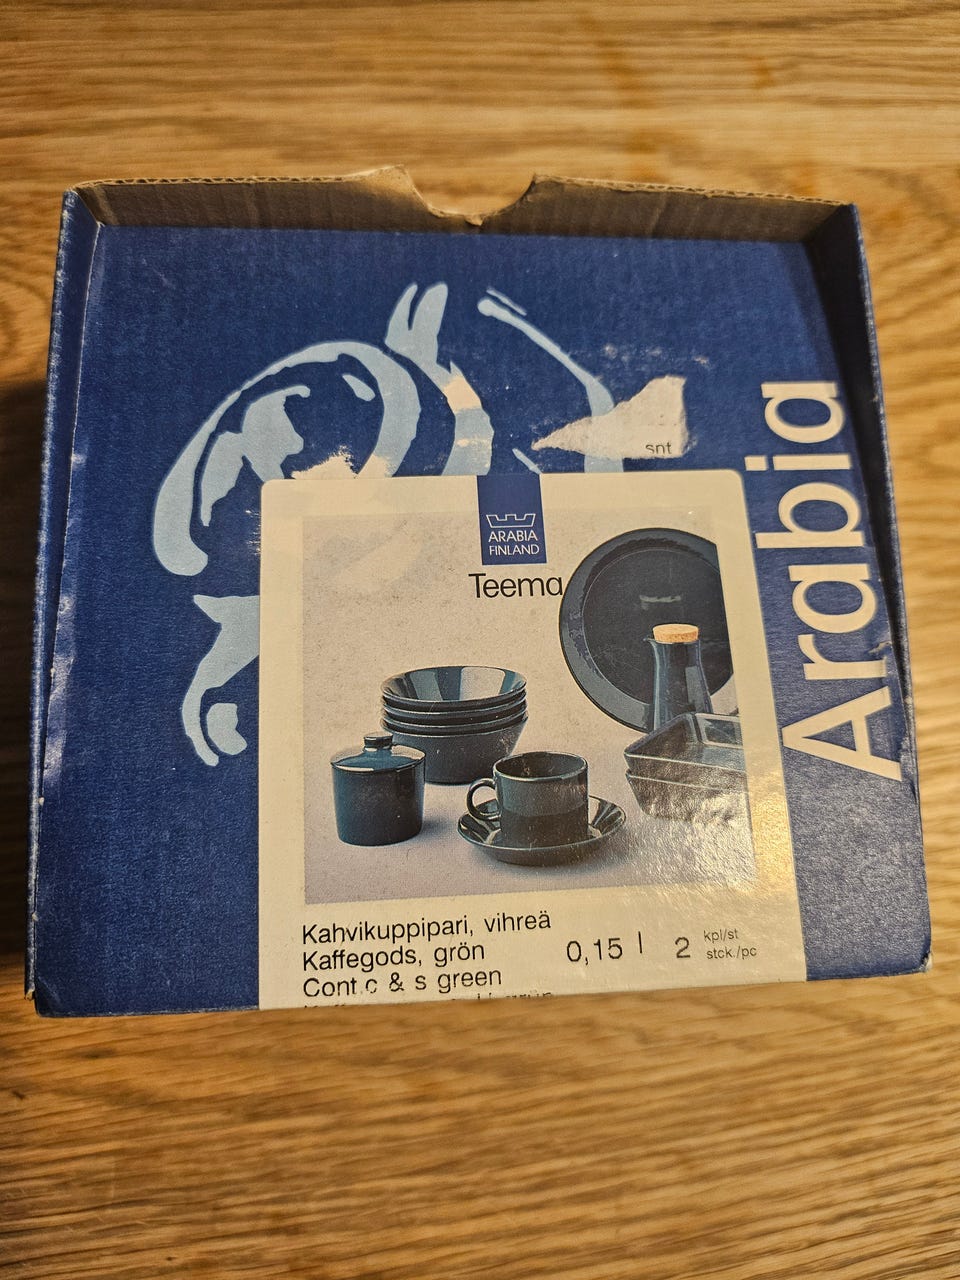 Arabia
snt
ARABIA
FINLAND
Teema
Kahvikuppipari, vihreä
Kaffegods, grön
Cont.c & s green
0,15 l
2
kpl/st
stck./pc